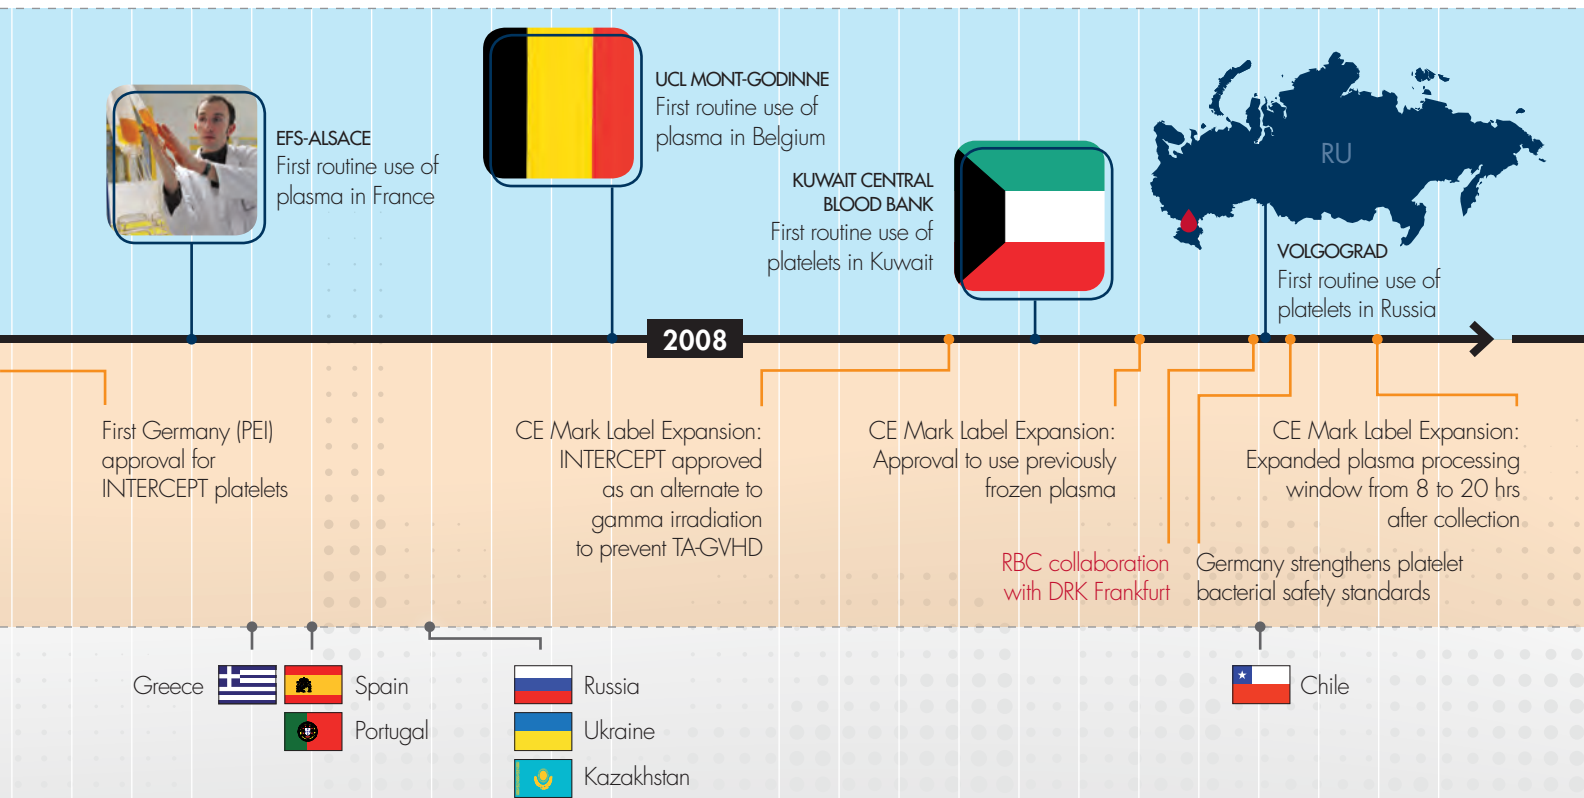 EFS-ALSACE
First routine use of
plasma in France
UCL MONT-GODINNE
First routine use of
plasma in Belgium
KUWAIT CENTRAL
BLOOD BANK
First routine use of
platelets in Kuwait
RU
VOLGOGRAD
First routine use of
platelets in Russia
2008
First Germany (PEI)
approval for
INTERCEPT platelets
CE Mark Label Expansion:
INTERCEPT approved
as an alternate to
gamma irradiation
to prevent TA-GVHD
CE Mark Label Expansion:
Approval to use previously
frozen plasma
RBC collaboration
with DRK Frankfurt
Germany strengthens platelet
bacterial safety standards
CE Mark Label Expansion:
Expanded plasma processing
window from 8 to 20 hrs
after collection
Greece
Spain
Portugal
Russia
Ukraine
Kazakhstan
Chile